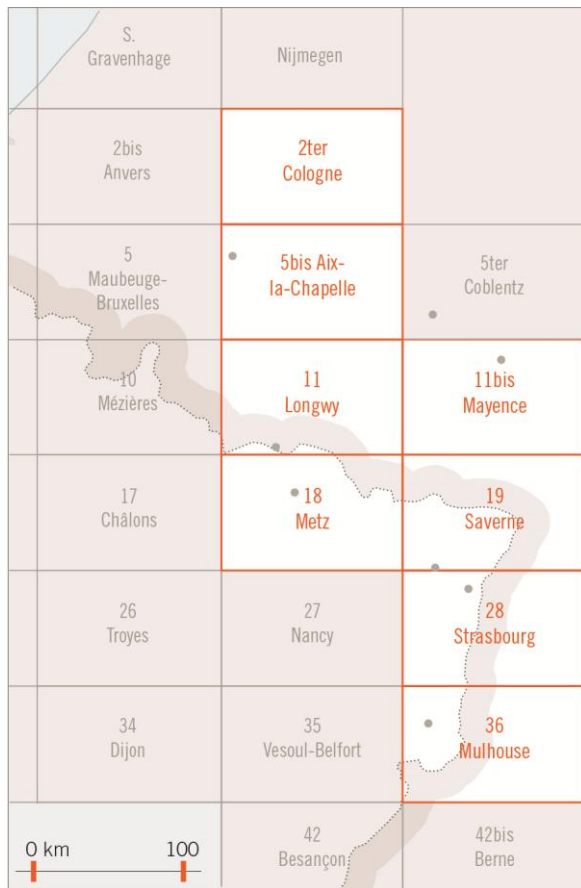 S.
Gravenhage
Nijmegen
2bis
Anvers
2ter
Cologne
5
Maubeuge-
Bruxelles
5bis Aix-
la-Chapelle
5ter
Coblentz
10
Mézières
11
Longwy
11bis
Mayence
17
Châlons
18
Metz
19
Saverne
26
Troyes
27
Nancy
28
Strasbourg
34
Dijon
35
Vesoul-Belfort
36
Mulhouse
0 km
100
42
Besançon
42bis
Berne